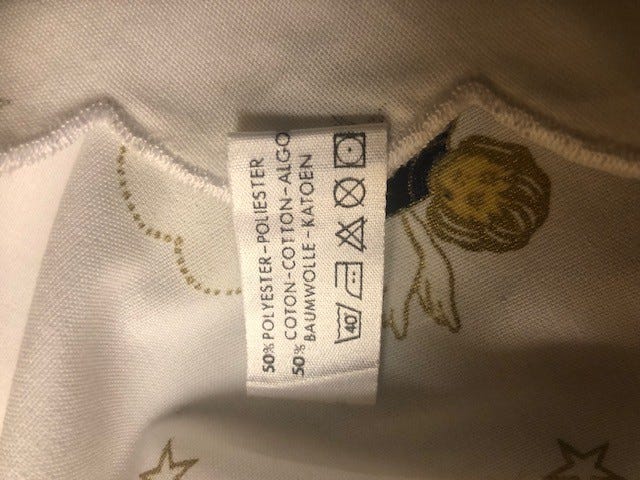 50% POLYESTER-POLIESTER
50% COTON-COTTON-ALGO
BAUMWOLLE-KATOEN
40